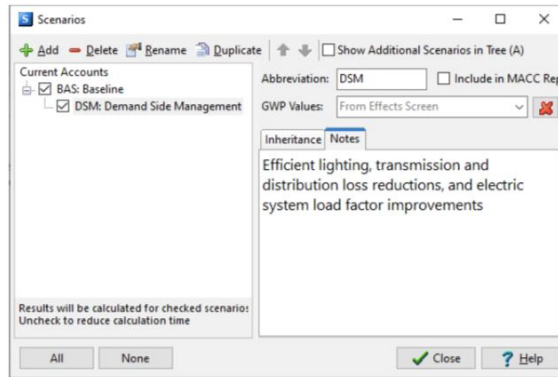 Scenarios
Add Delete Rename Duplicate Show Additional Scenarios in Tree (A)
Current Accounts
BAS: Baseline
DSM: Demand Side Management
Abbreviation: DSM Include in MACC Rep
GWP Values: From Effects Screen
Inheritance Notes
Efficient lighting, transmission and
distribution loss reductions, and electric
system load factor improvements
Results will be calculated for checked scenarios
Uncheck to reduce calculation time
All None Close ? Help